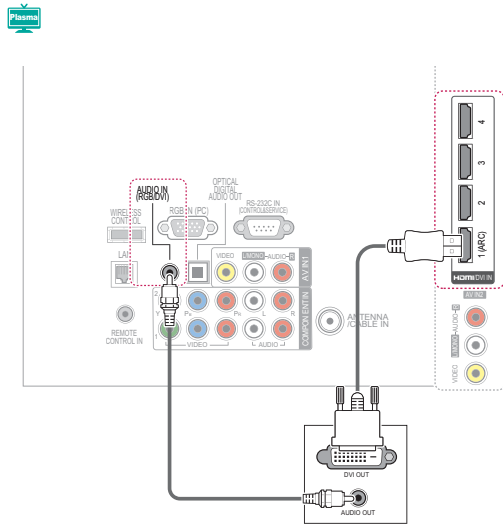 Plasma
AUDIO IN
(RGB/DVI)
OPTICAL
DIGITAL
AUDIO OUT
WIRELESS
CONTROL
RGB IN (PC)
RS-232C IN
(CONTROL&SERVICE)
LAN
VIDEO L/MONO AUDIO R
AV IN1
2
Y PB PR L R
1
VIDEO AUDIO
COMPONENT IN
REMOTE
CONTROL IN
ANTENNA
/CABLE IN
4
3
2
1 (ARC)
HDMI/DVI IN
AV IN2
L/MONO AUDIO R
VIDEO
DVI OUT
AUDIO OUT